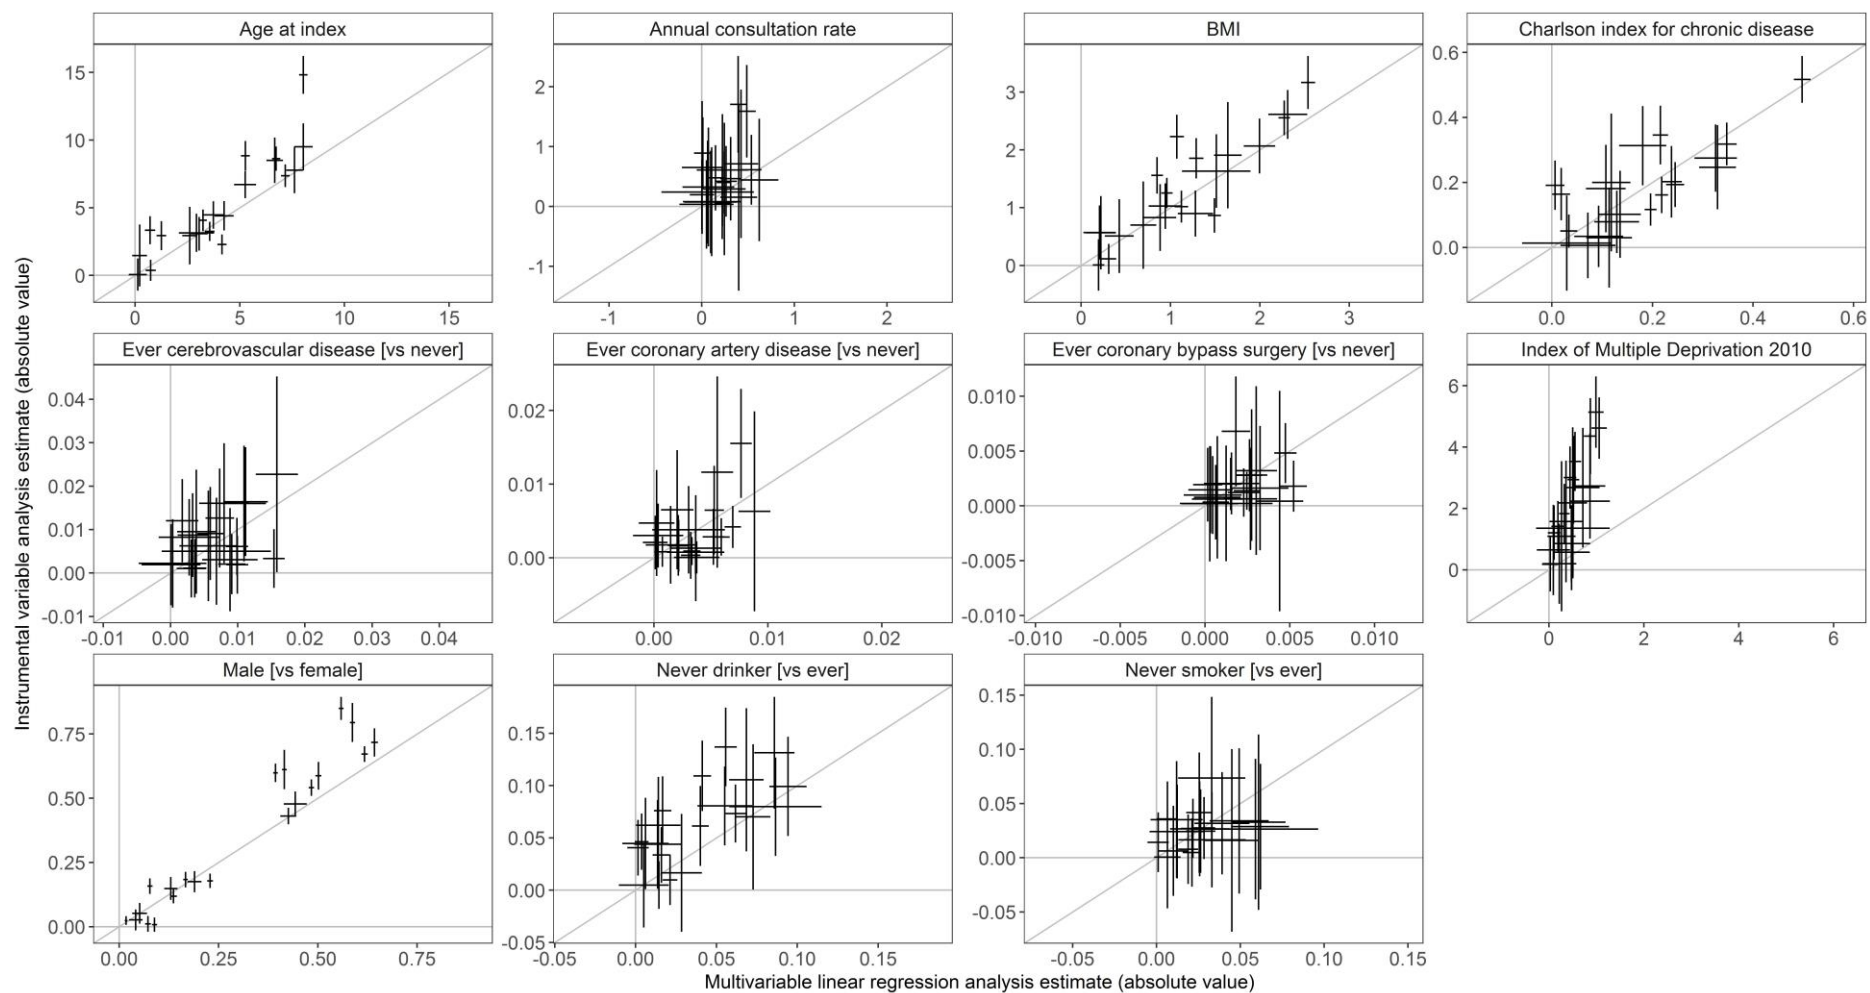 Age at index
Annual consultation rate
BMI
Charlson index for chronic disease
15
10
5
0
0 5 10 15
2
1
0
-1
-1 0 1 2
3
2
1
0
0 1 2 3
0.6
0.4
0.2
0.0
0.0 0.2 0.4 0.6
Instrumental variable analysis estimate (absolute value)
Ever cerebrovascular disease [vs never]
Ever coronary artery disease [vs never]
Ever coronary bypass surgery [vs never]
Index of Multiple Deprivation 2010
0.04
0.03
0.02
0.01
0.00
-0.01
-0.01 0.00 0.01 0.02 0.03 0.04
0.02
0.01
0.00
0.00 0.01 0.02
0.010
0.005
0.000
-0.005
-0.010
-0.010 -0.005 0.000 0.005 0.010
6
4
2
0
0 2 4 6
Male [vs female]
Never drinker [vs ever]
Never smoker [vs ever]
0.75
0.50
0.25
0.00
0.00 0.25 0.50 0.75
0.15
0.10
0.05
0.00
-0.05
-0.05 0.00 0.05 0.10 0.15
0.15
0.10
0.05
0.00
-0.05
-0.05 0.00 0.05 0.10 0.15
Multivariable linear regression analysis estimate (absolute value)